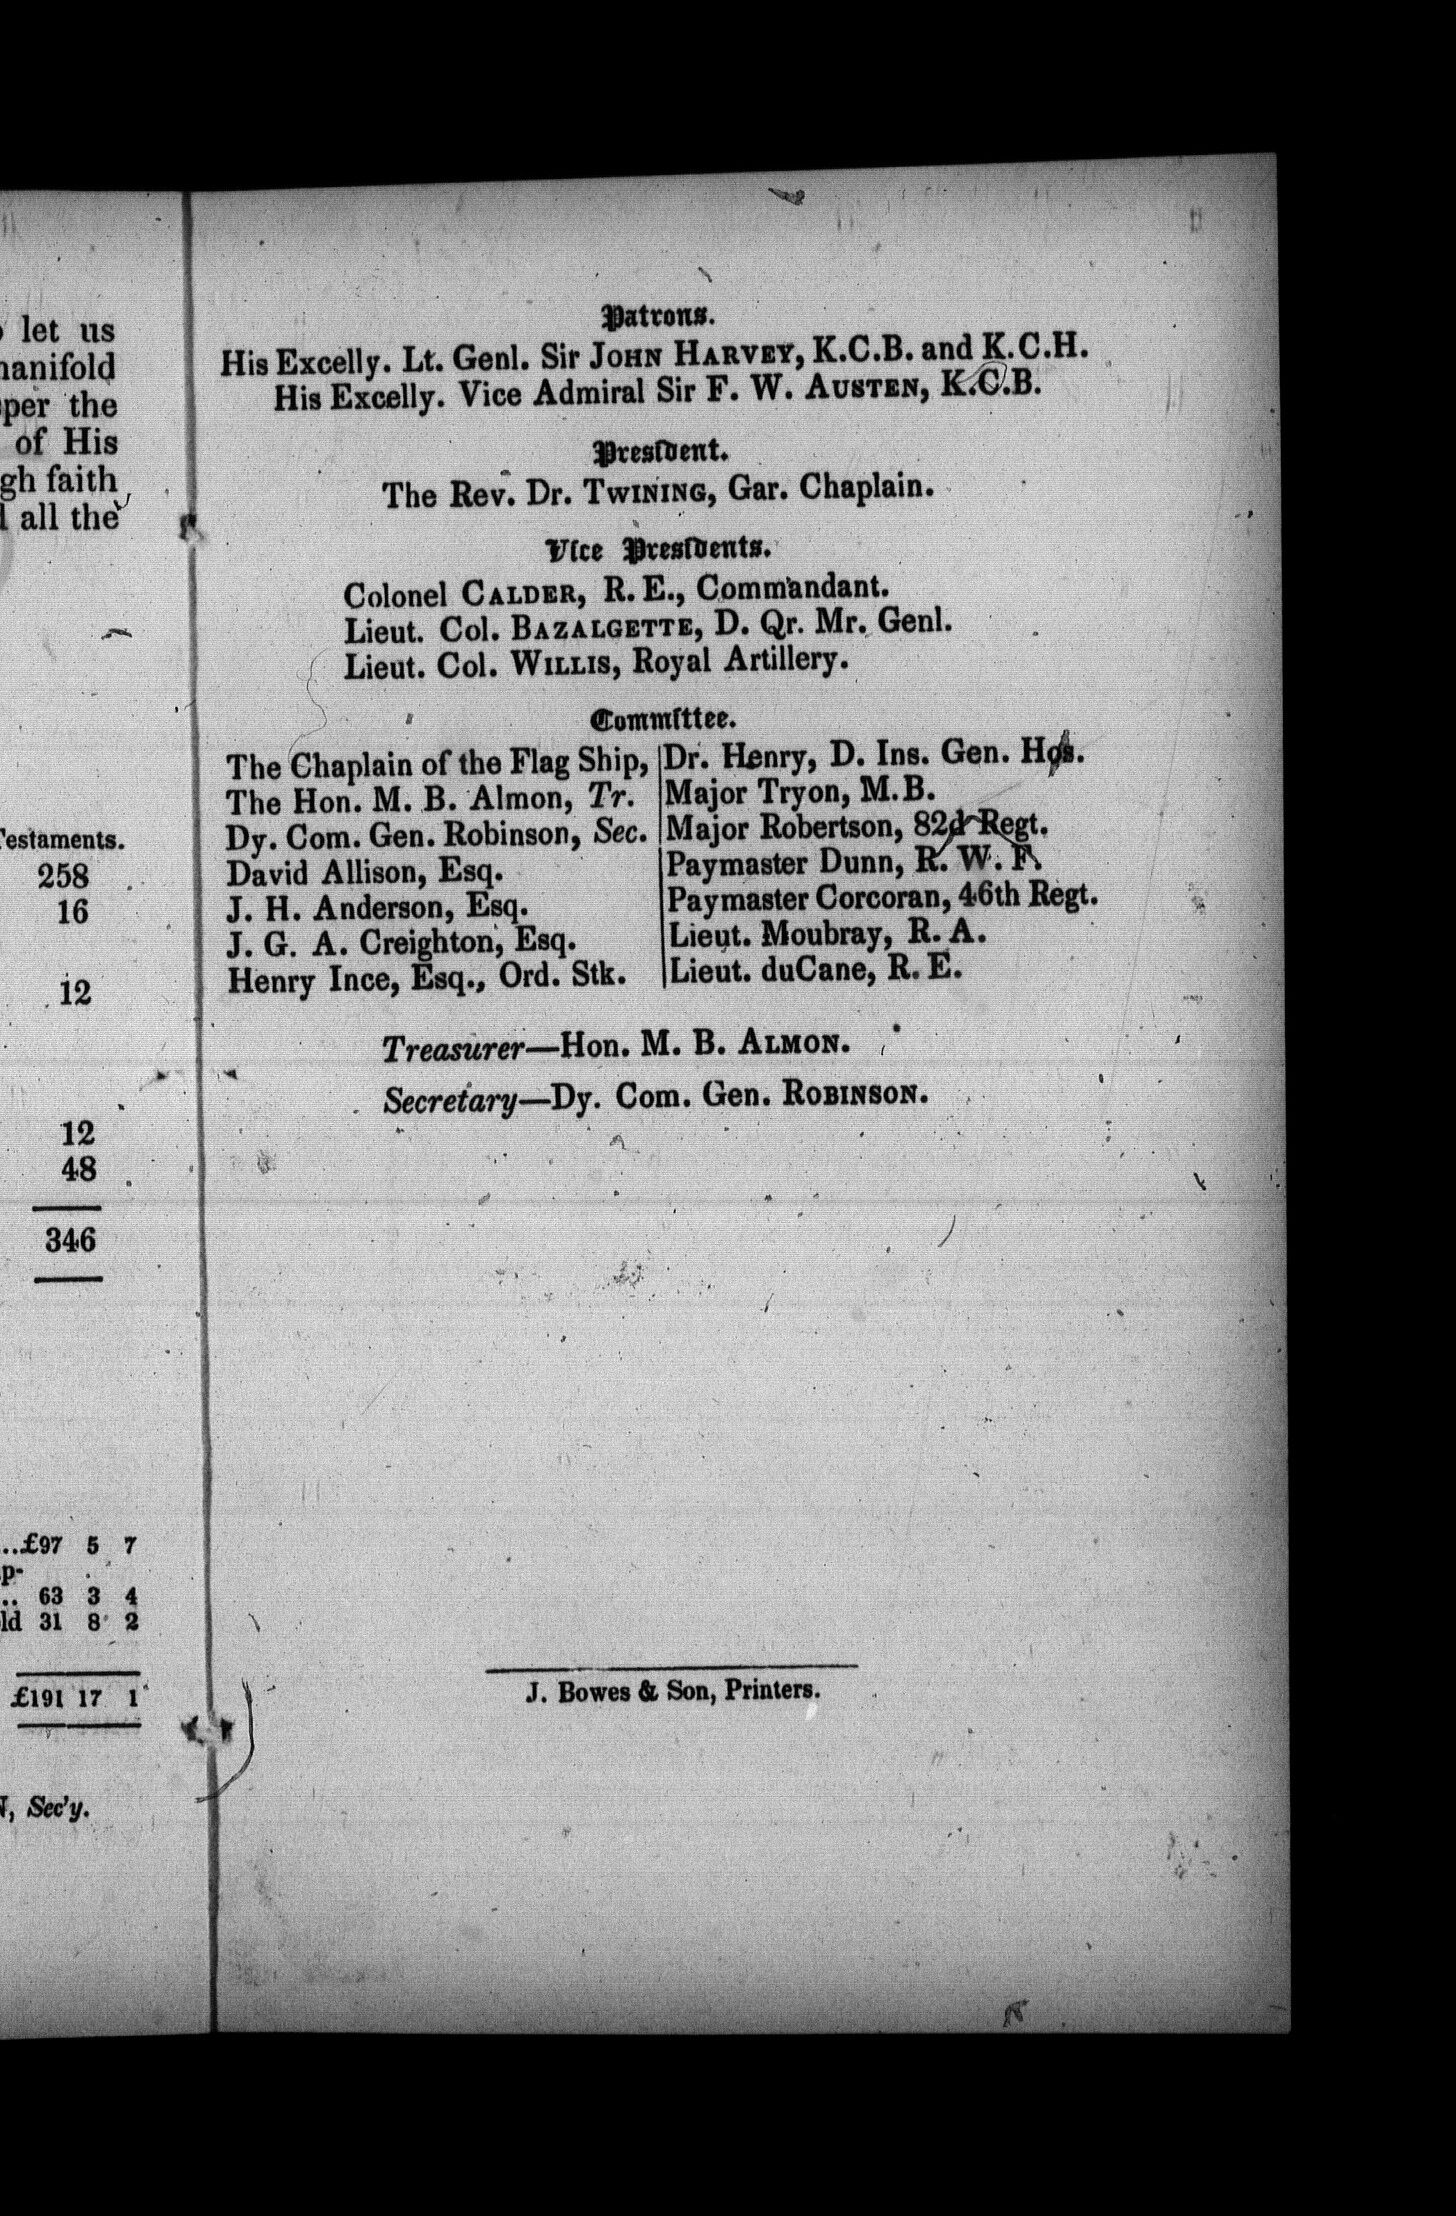 let us
manifold
per the
of His
gh faith
all the
Testaments.
258
16
12
12
48
346
...£97 5 7
p-
.. 63 3 4
ld 31 8 2
£191 17 1
N, Sec'y.
Patrons.
His Excelly. Lt. Genl. Sir JOHN HARVEY, K.C.B. and K.C.H.
His Excelly. Vice Admiral Sir F. W. AUSTEN, K.C.B.
President.
The Rev. Dr. TWINING, Gar. Chaplain.
Vice Presidents.
Colonel CALDER, R. E., Commandant.
Lieut. Col. BAZALGETTE, D. Qr. Mr. Genl.
Lieut. Col. WILLIS, Royal Artillery.
Committee.
The Chaplain of the Flag Ship,
The Hon. M. B. Almon, Tr.
Dy. Com. Gen. Robinson, Sec.
David Allison, Esq.
J. H. Anderson, Esq.
J. G. A. Creighton, Esq.
Henry Ince, Esq., Ord. Stk.
Dr. Henry, D. Ins. Gen. Hos.
Major Tryon, M.B.
Major Robertson, 82d Regt.
Paymaster Dunn, R. W. F.
Paymaster Corcoran, 46th Regt.
Lieut. Moubray, R. A.
Lieut. duCane, R. E.
Treasurer—Hon. M. B. ALMON.
Secretary—Dy. Com. Gen. ROBINSON.
J. Bowes & Son, Printers.